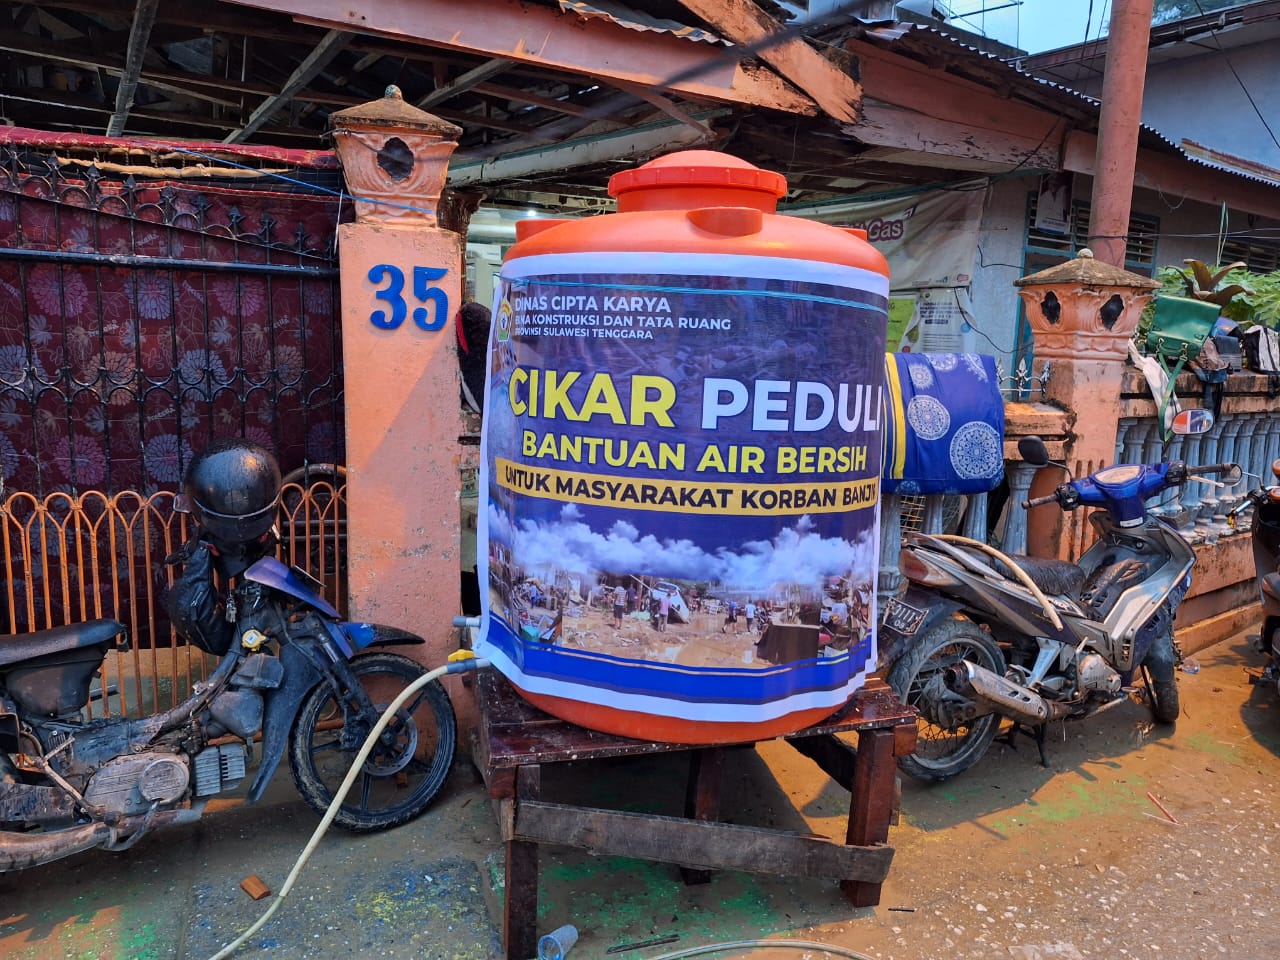 35
DINAS CIPTA KARYA
BINA KONSTRUKSI DAN TATA RUANG
PROVINSI SULAWESI TENGGARA
CIKAR PEDULI
BANTUAN AIR BERSIH
UNTUK MASYARAKAT KORBAN BANJIR
Gas